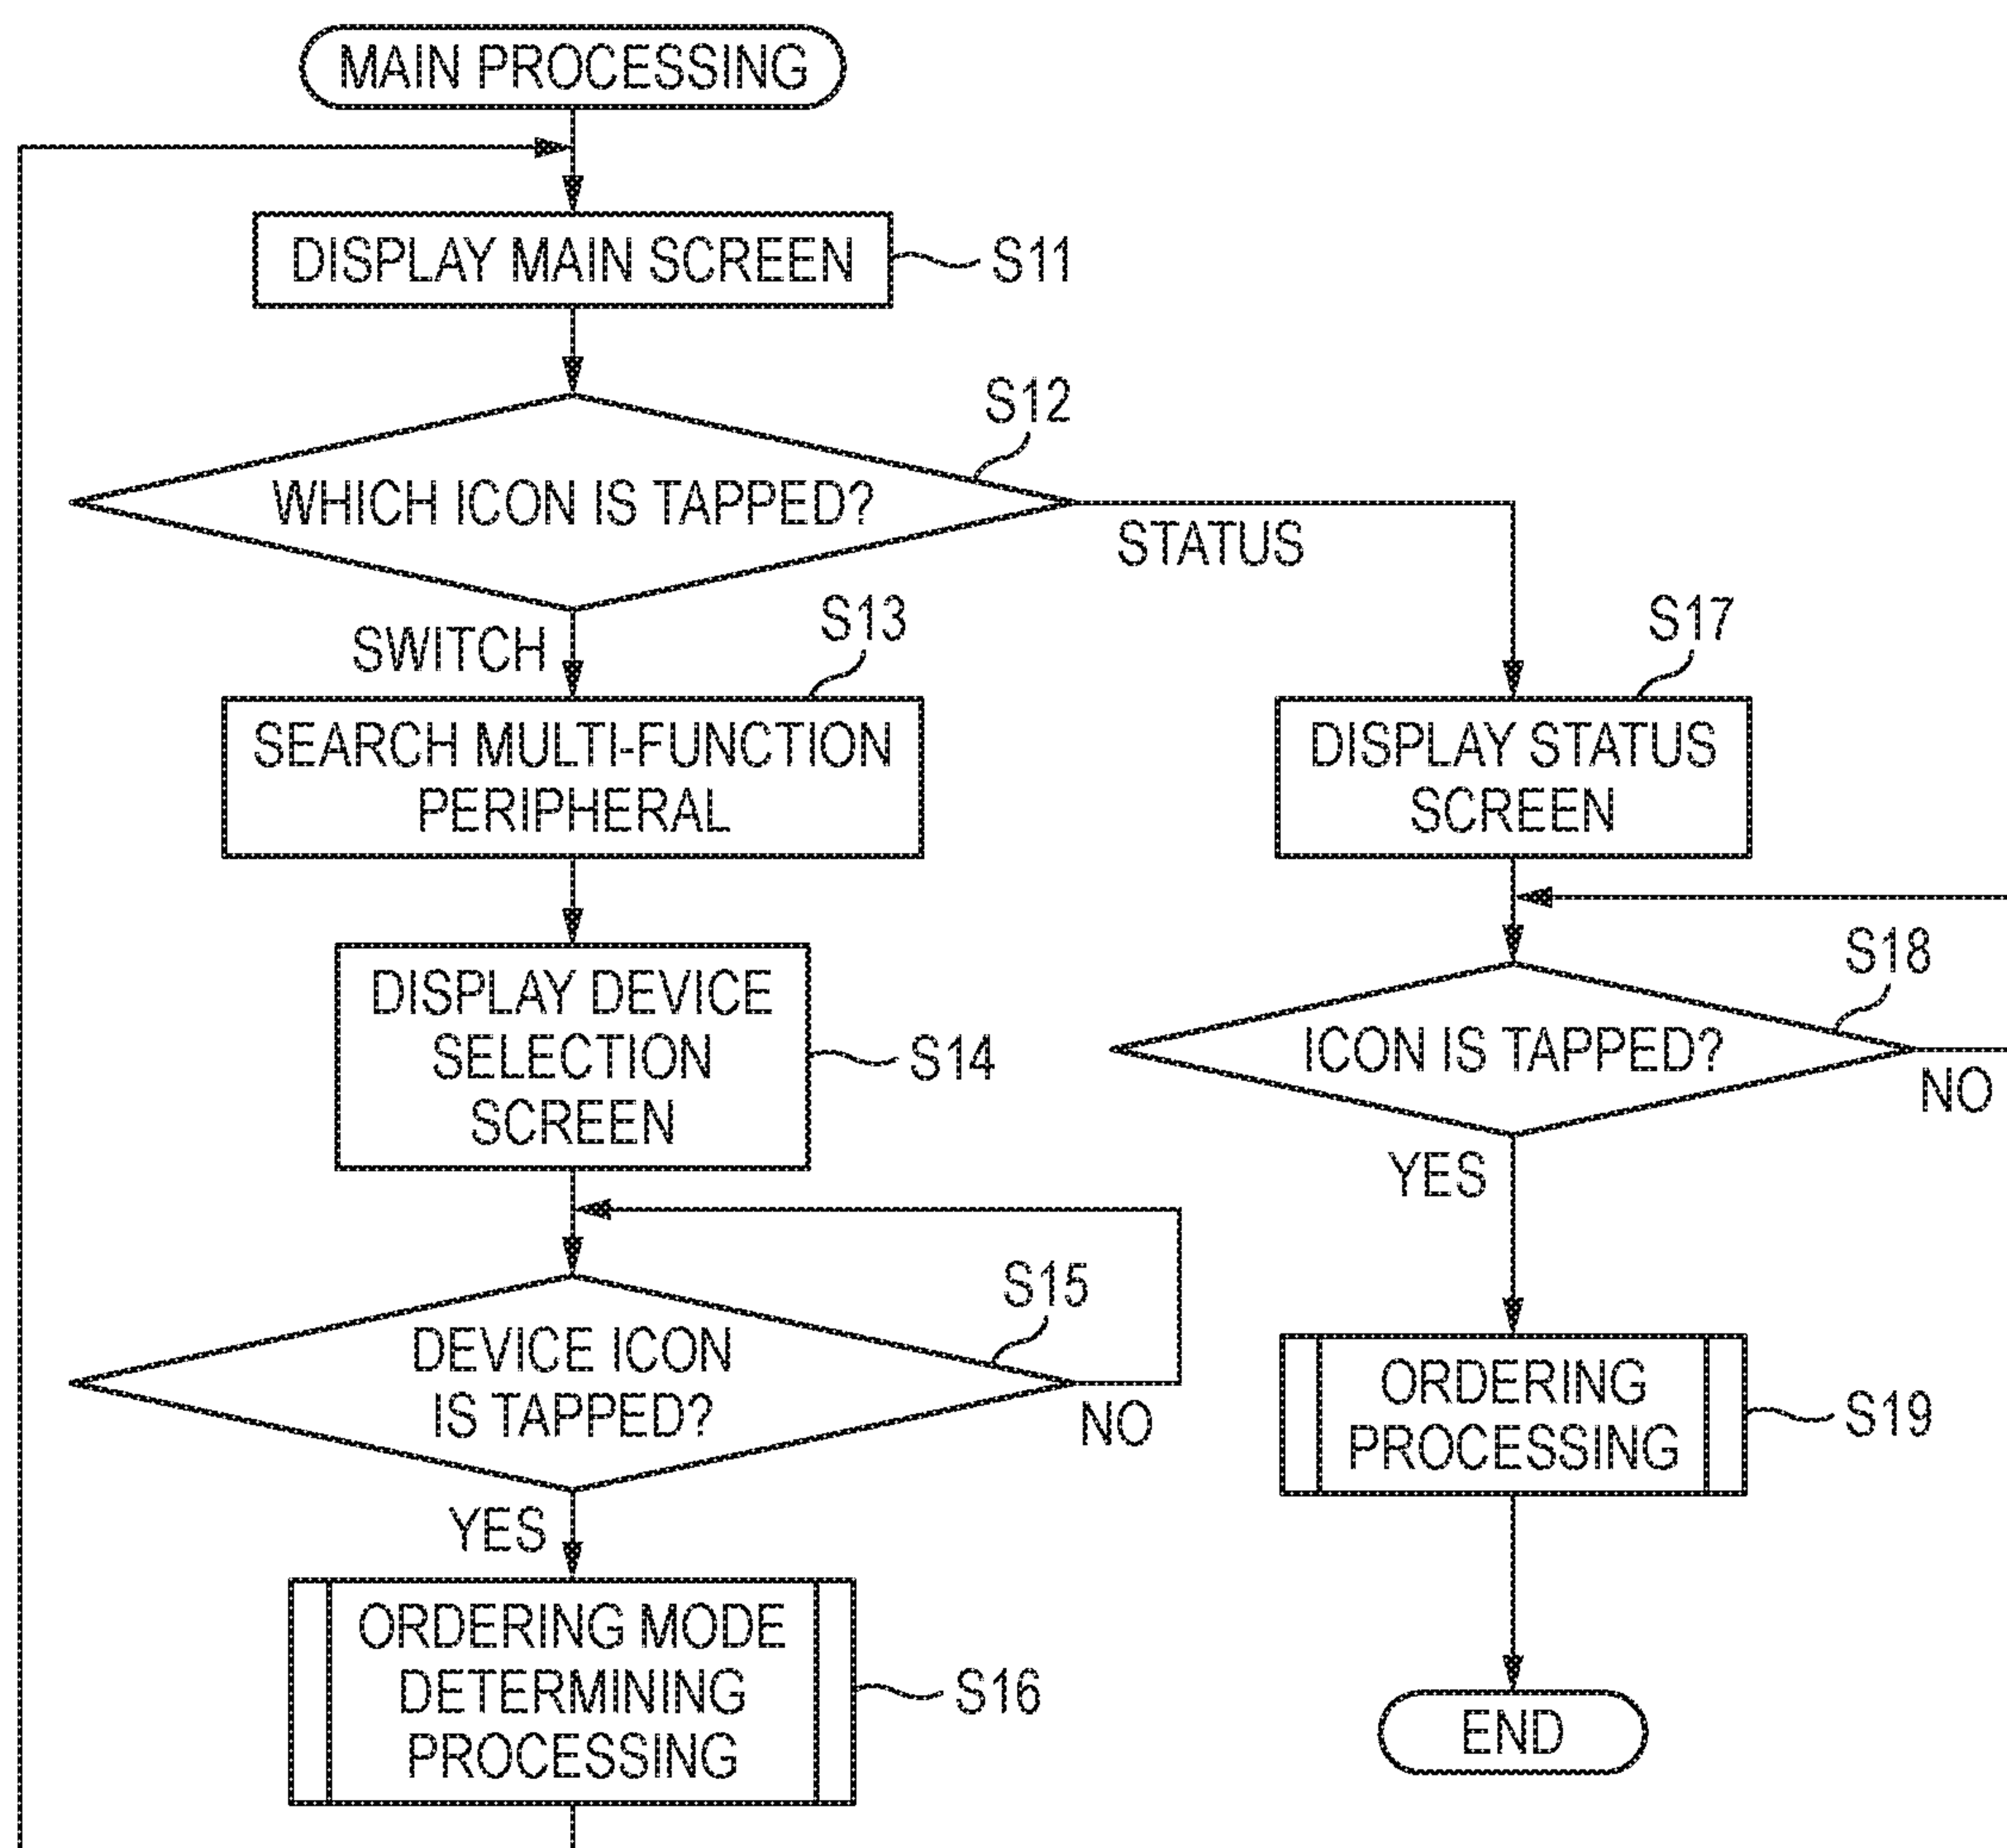 MAIN PROCESSING
DISPLAY MAIN SCREEN
S11
S12
WHICH ICON IS TAPPED?
STATUS
SWITCH
S13
SEARCH MULTI-FUNCTION
PERIPHERAL
DISPLAY DEVICE
SELECTION
SCREEN
S14
S15
DEVICE ICON
IS TAPPED?
NO
YES
ORDERING MODE
DETERMINING
PROCESSING
S16
S17
DISPLAY STATUS
SCREEN
S18
ICON IS TAPPED?
NO
YES
ORDERING
PROCESSING
S19
END